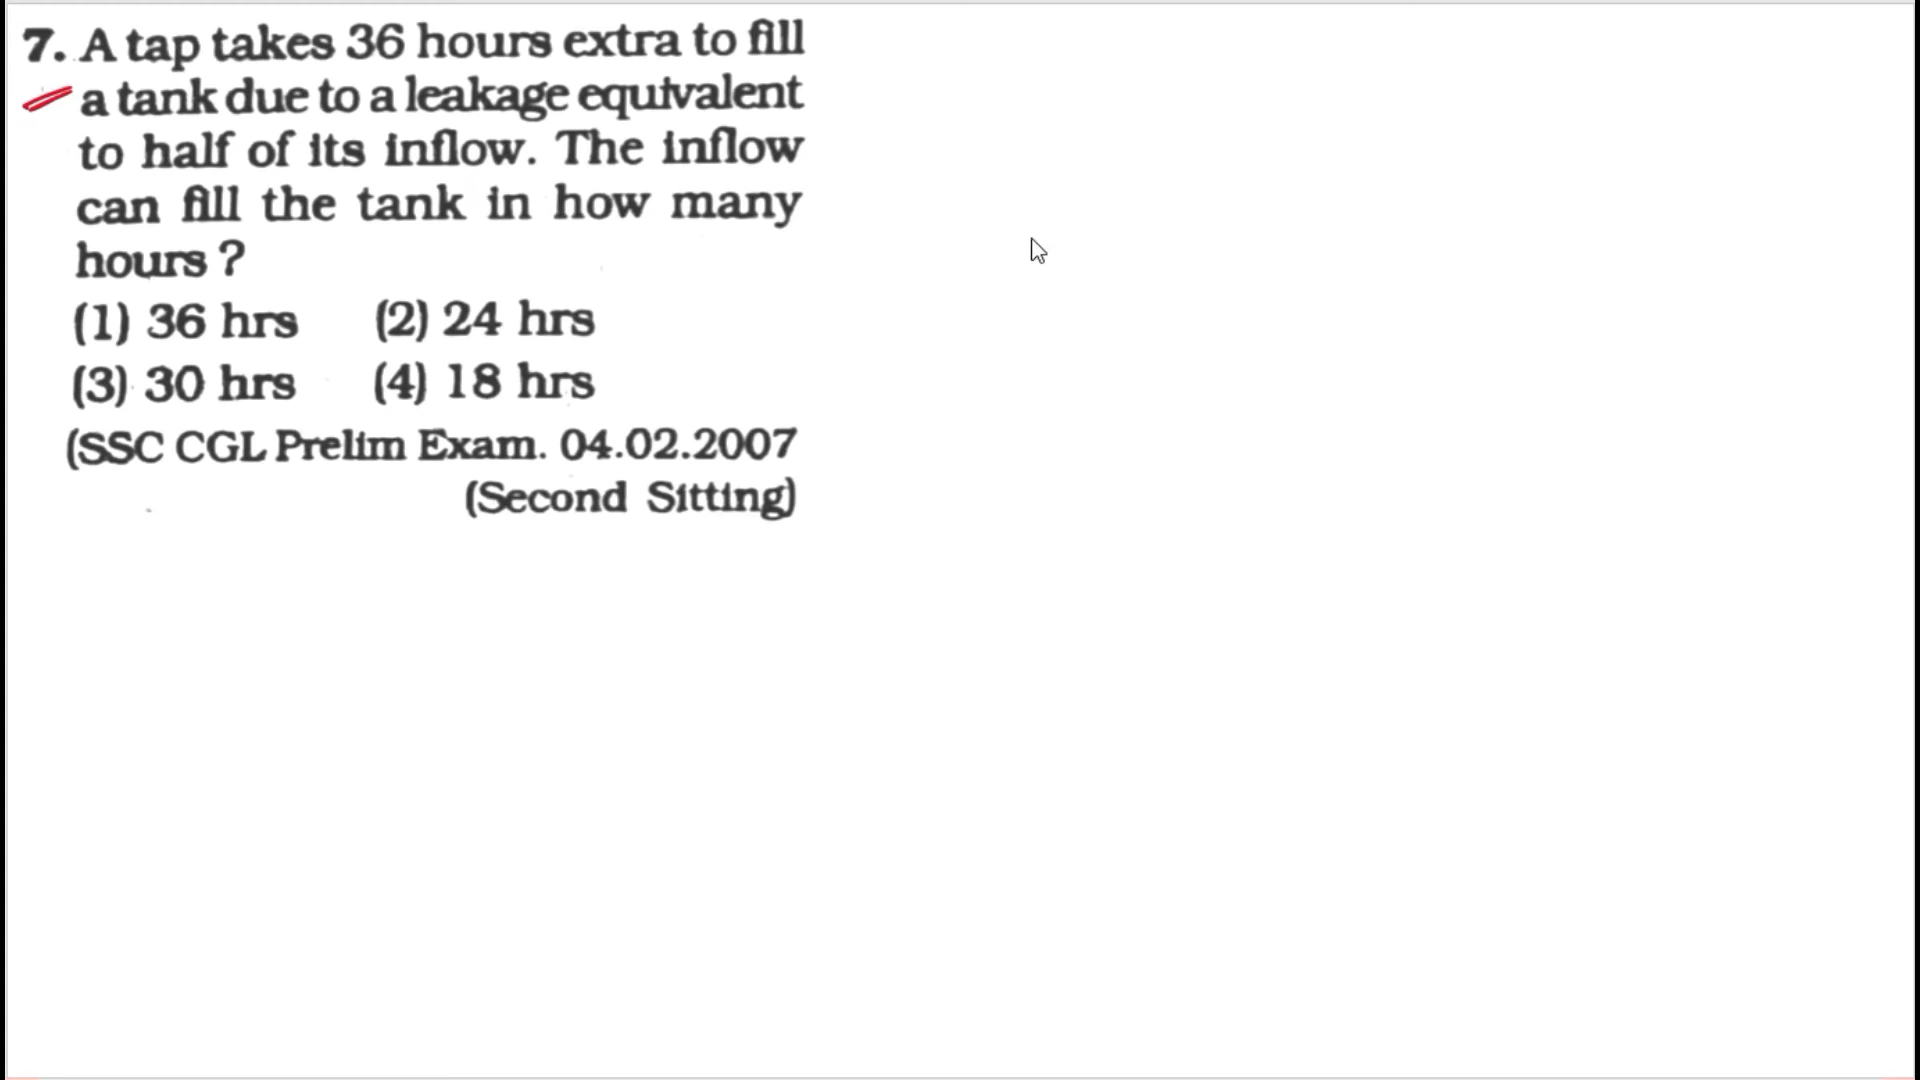 7. A tap takes 36 hours extra to fill
a tank due to a leakage equivalent
to half of its inflow. The inflow
can fill the tank in how many
hours ?
(1) 36 hrs (2) 24 hrs
(3) 30 hrs (4) 18 hrs
(SSC CGL Prelim Exam. 04.02.2007
(Second Sitting)